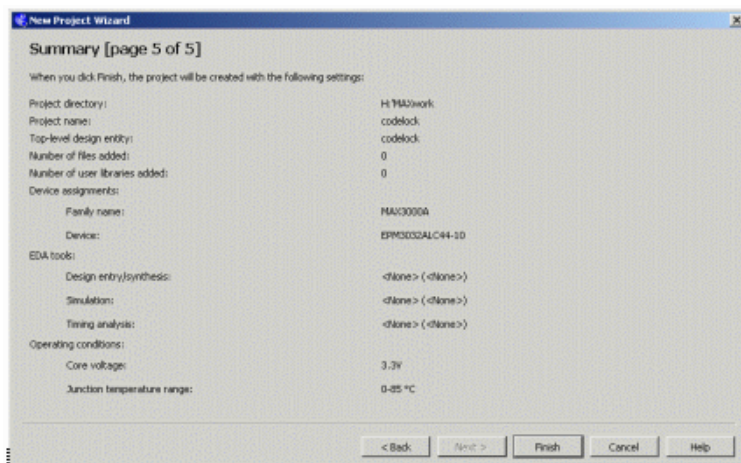 New Project Wizard
Summary [page 5 of 5]
When you click Finish, the project will be created with the following settings:
Project directory: H:\MAXwork
Project name: codelock
Top-level design entity: codelock
Number of files added: 0
Number of user libraries added: 0
Device assignments:
Family name: MAX3000A
Device: EPM3032ALC44-10
EDA tools:
Design entry/synthesis: <None> (<None>)
Simulation: <None> (<None>)
Timing analysis: <None> (<None>)
Operating conditions:
Core voltage: 3.3V
Junction temperature range: 0-85 °C
< Back Next > Finish Cancel Help